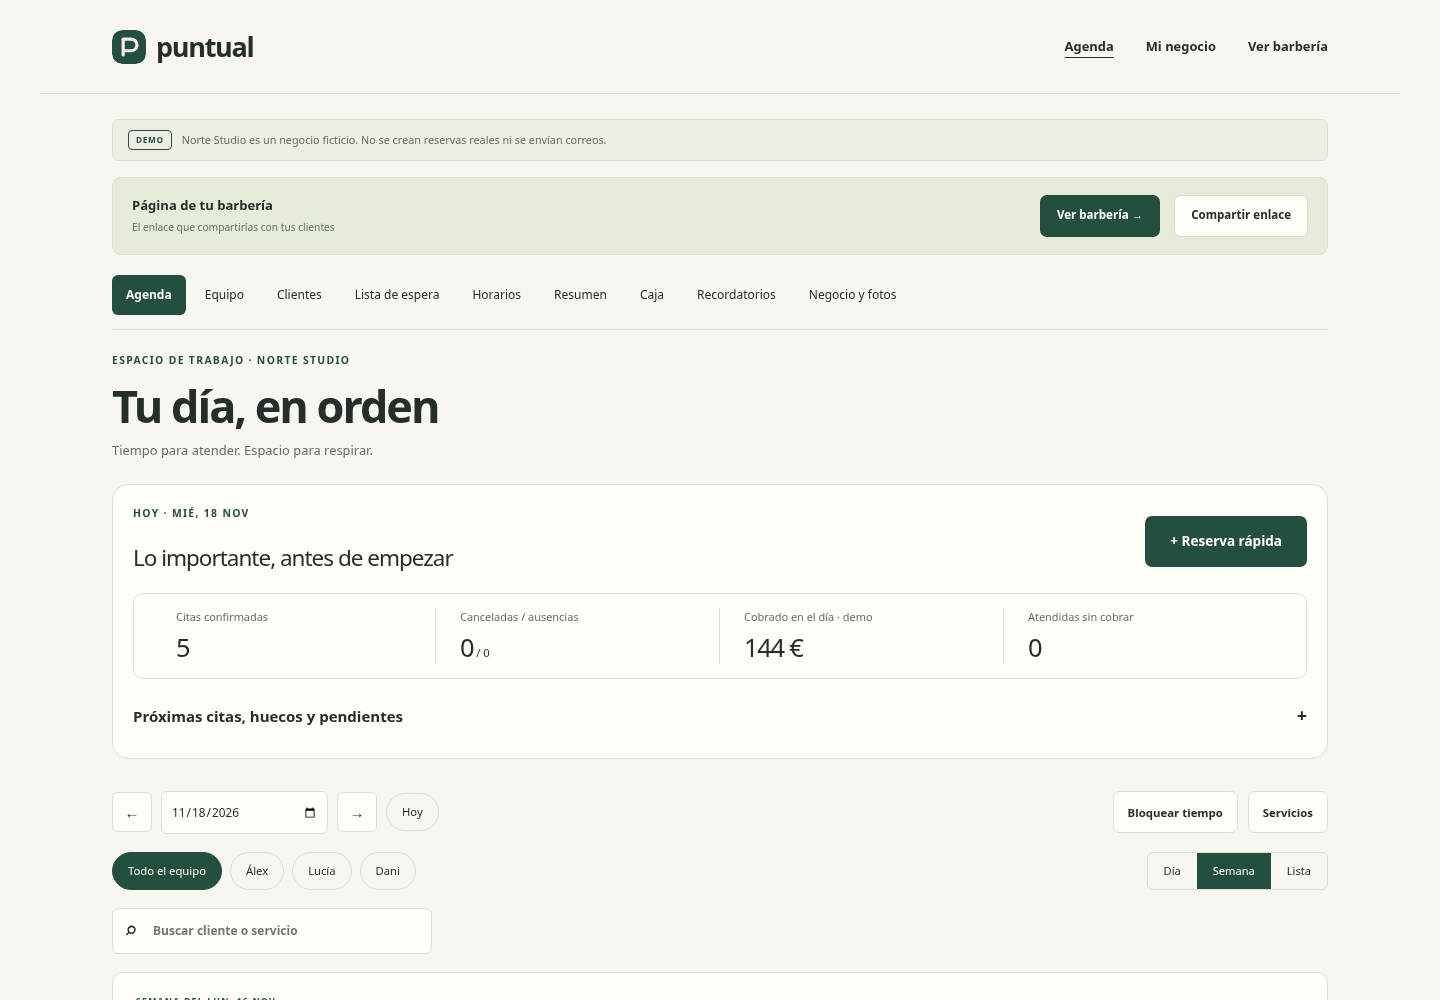 puntual
Agenda
Mi negocio
Ver barbería
DEMO
Norte Studio es un negocio ficticio. No se crean reservas reales ni se envían correos.
Página de tu barbería
El enlace que compartirías con tus clientes
Ver barbería →
Compartir enlace
Agenda
Equipo
Clientes
Lista de espera
Horarios
Resumen
Caja
Recordatorios
Negocio y fotos
ESPACIO DE TRABAJO · NORTE STUDIO
Tu día, en orden
Tiempo para atender. Espacio para respirar.
HOY · MIÉ, 18 NOV
Lo importante, antes de empezar
+ Reserva rápida
Citas confirmadas
5
Canceladas / ausencias
0 / 0
Cobrado en el día · demo
144 €
Atendidas sin cobrar
0
Próximas citas, huecos y pendientes
+
←
11/18/2026
→
Hoy
Bloquear tiempo
Servicios
Todo el equipo
Álex
Lucía
Dani
Día
Semana
Lista
Buscar cliente o servicio
SEMANA DEL LUN, 16 NOV